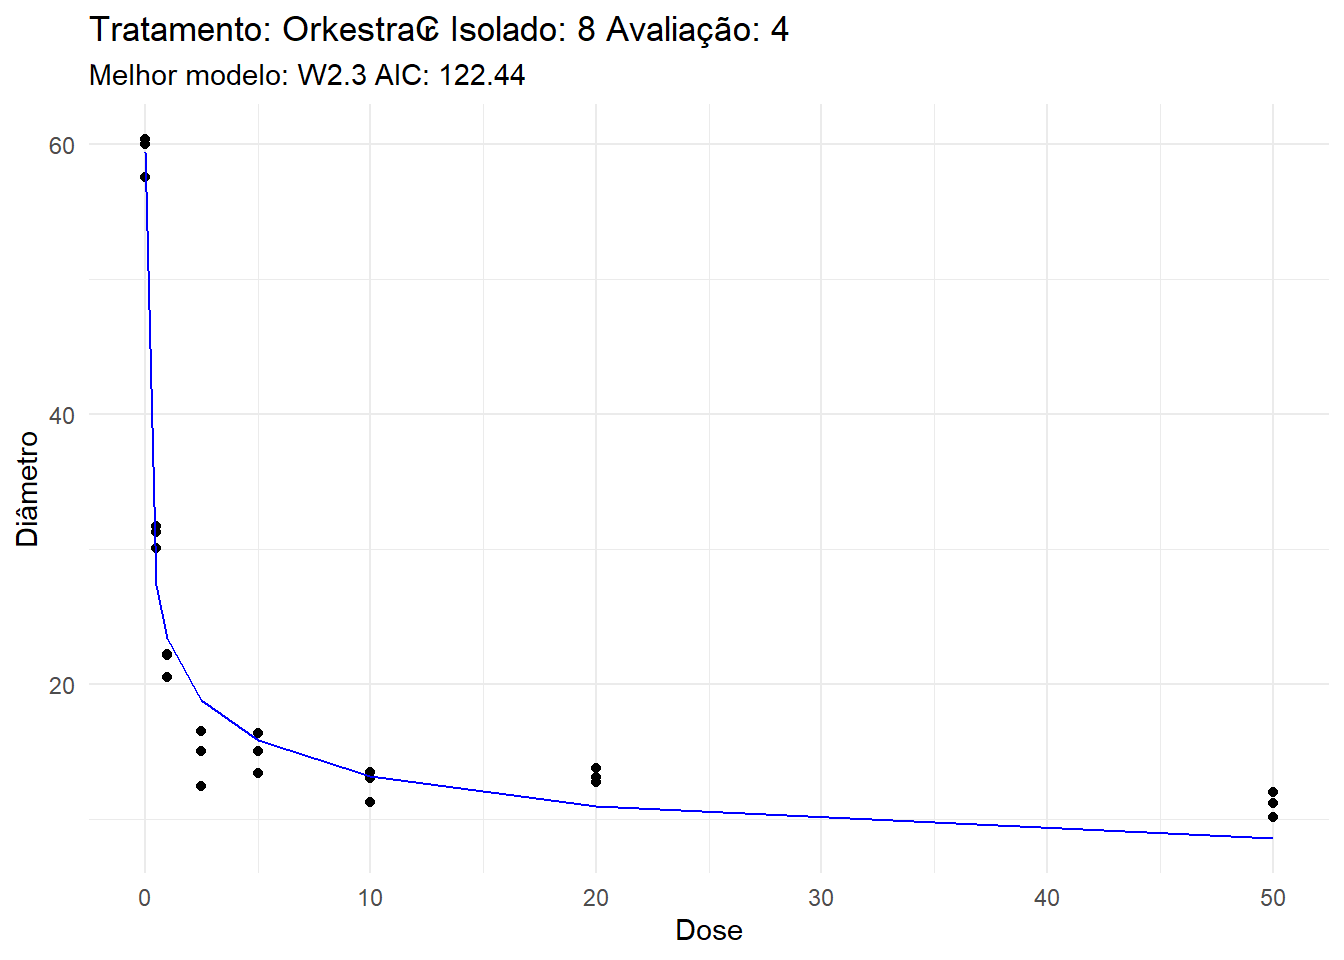 Tratamento: Orkestra₢ Isolado: 8 Avaliação: 4
Melhor modelo: W2.3 AIC: 122.44
60
40
20
Diâmetro
0 10 20 30 40 50
Dose